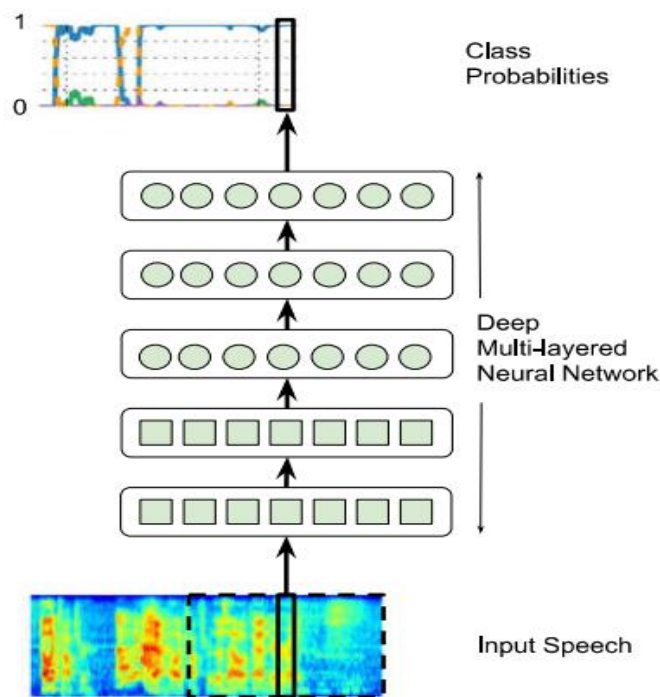 1
0
Class
Probabilities
Deep
Multi-layered
Neural Network
Input Speech